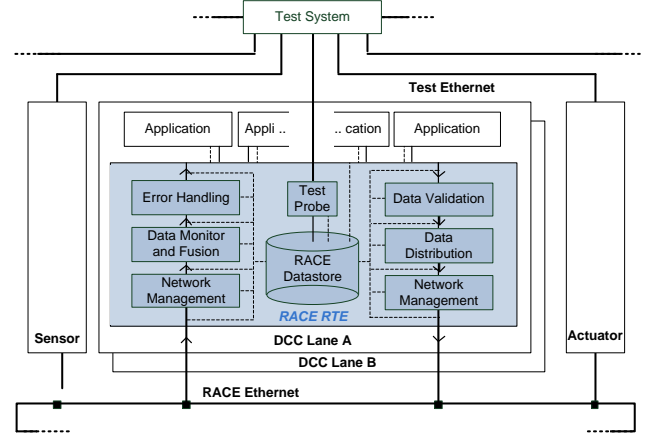 Test System
Test Ethernet
Application
Appli ..
.. cation
Application
Error Handling
Test
Probe
Data Validation
Data Monitor
and Fusion
RACE
Datastore
Data
Distribution
Network
Management
Network
Management
RACE RTE
Sensor
DCC Lane A
Actuator
DCC Lane B
RACE Ethernet